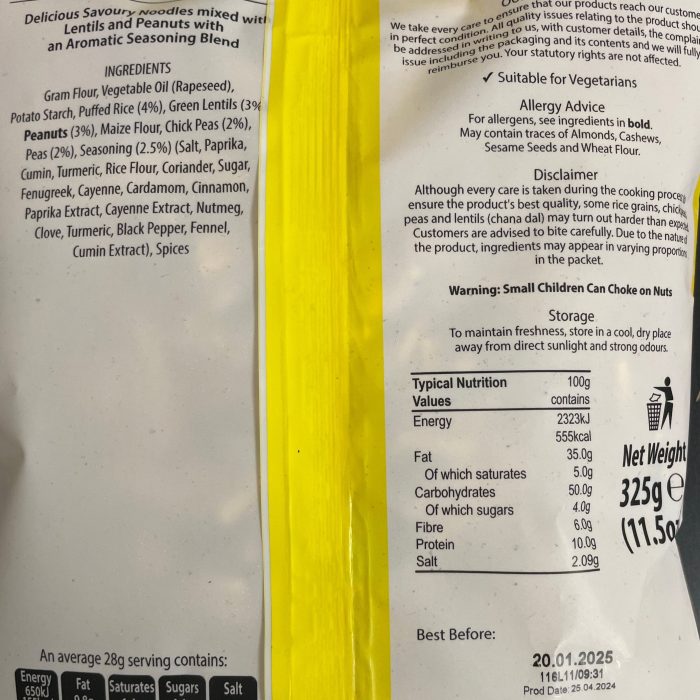 Delicious Savoury Noodles mixed with
Lentils and Peanuts with
an Aromatic Seasoning Blend
INGREDIENTS
Gram Flour, Vegetable Oil (Rapeseed),
Potato Starch, Puffed Rice (4%), Green Lentils (3%
Peanuts (3%), Maize Flour, Chick Peas (2%),
Peas (2%), Seasoning (2.5%) (Salt, Paprika,
Cumin, Turmeric, Rice Flour, Coriander, Sugar,
Fenugreek, Cayenne, Cardamom, Cinnamon,
Paprika Extract, Cayenne Extract, Nutmeg,
Clove, Turmeric, Black Pepper, Fennel,
Cumin Extract), Spices
An average 28g serving contains:
Energy
650kJ
Fat
Saturates
Sugars
Salt
We take every care to ensure that our products reach our custome
in perfect condition. All quality issues relating to the product shou
be addressed in writing to us, with customer details, the complai
issue including the packaging and its contents and we will fully
reimburse you. Your statutory rights are not affected.
✓ Suitable for Vegetarians
Allergy Advice
For allergens, see ingredients in bold.
May contain traces of Almonds, Cashews,
Sesame Seeds and Wheat Flour.
Disclaimer
Although every care is taken during the cooking process
ensure the product's best quality, some rice grains, chick
peas and lentils (chana dal) may turn out harder than expected.
Customers are advised to bite carefully. Due to the nature of
the product, ingredients may appear in varying proportions
in the packet.
Warning: Small Children Can Choke on Nuts
Storage
To maintain freshness, store in a cool, dry place
away from direct sunlight and strong odours.
Typical Nutrition Values 100g contains
Energy 2323kJ
555kcal
Fat 35.0g
Of which saturates 5.0g
Carbohydrates 50.0g
Of which sugars 4.0g
Fibre 6.0g
Protein 10.0g
Salt 2.09g
Net Weight
325g e
(11.5oz
Best Before:
20.01.2025
116L11/09:31
Prod Date: 25.04.2024